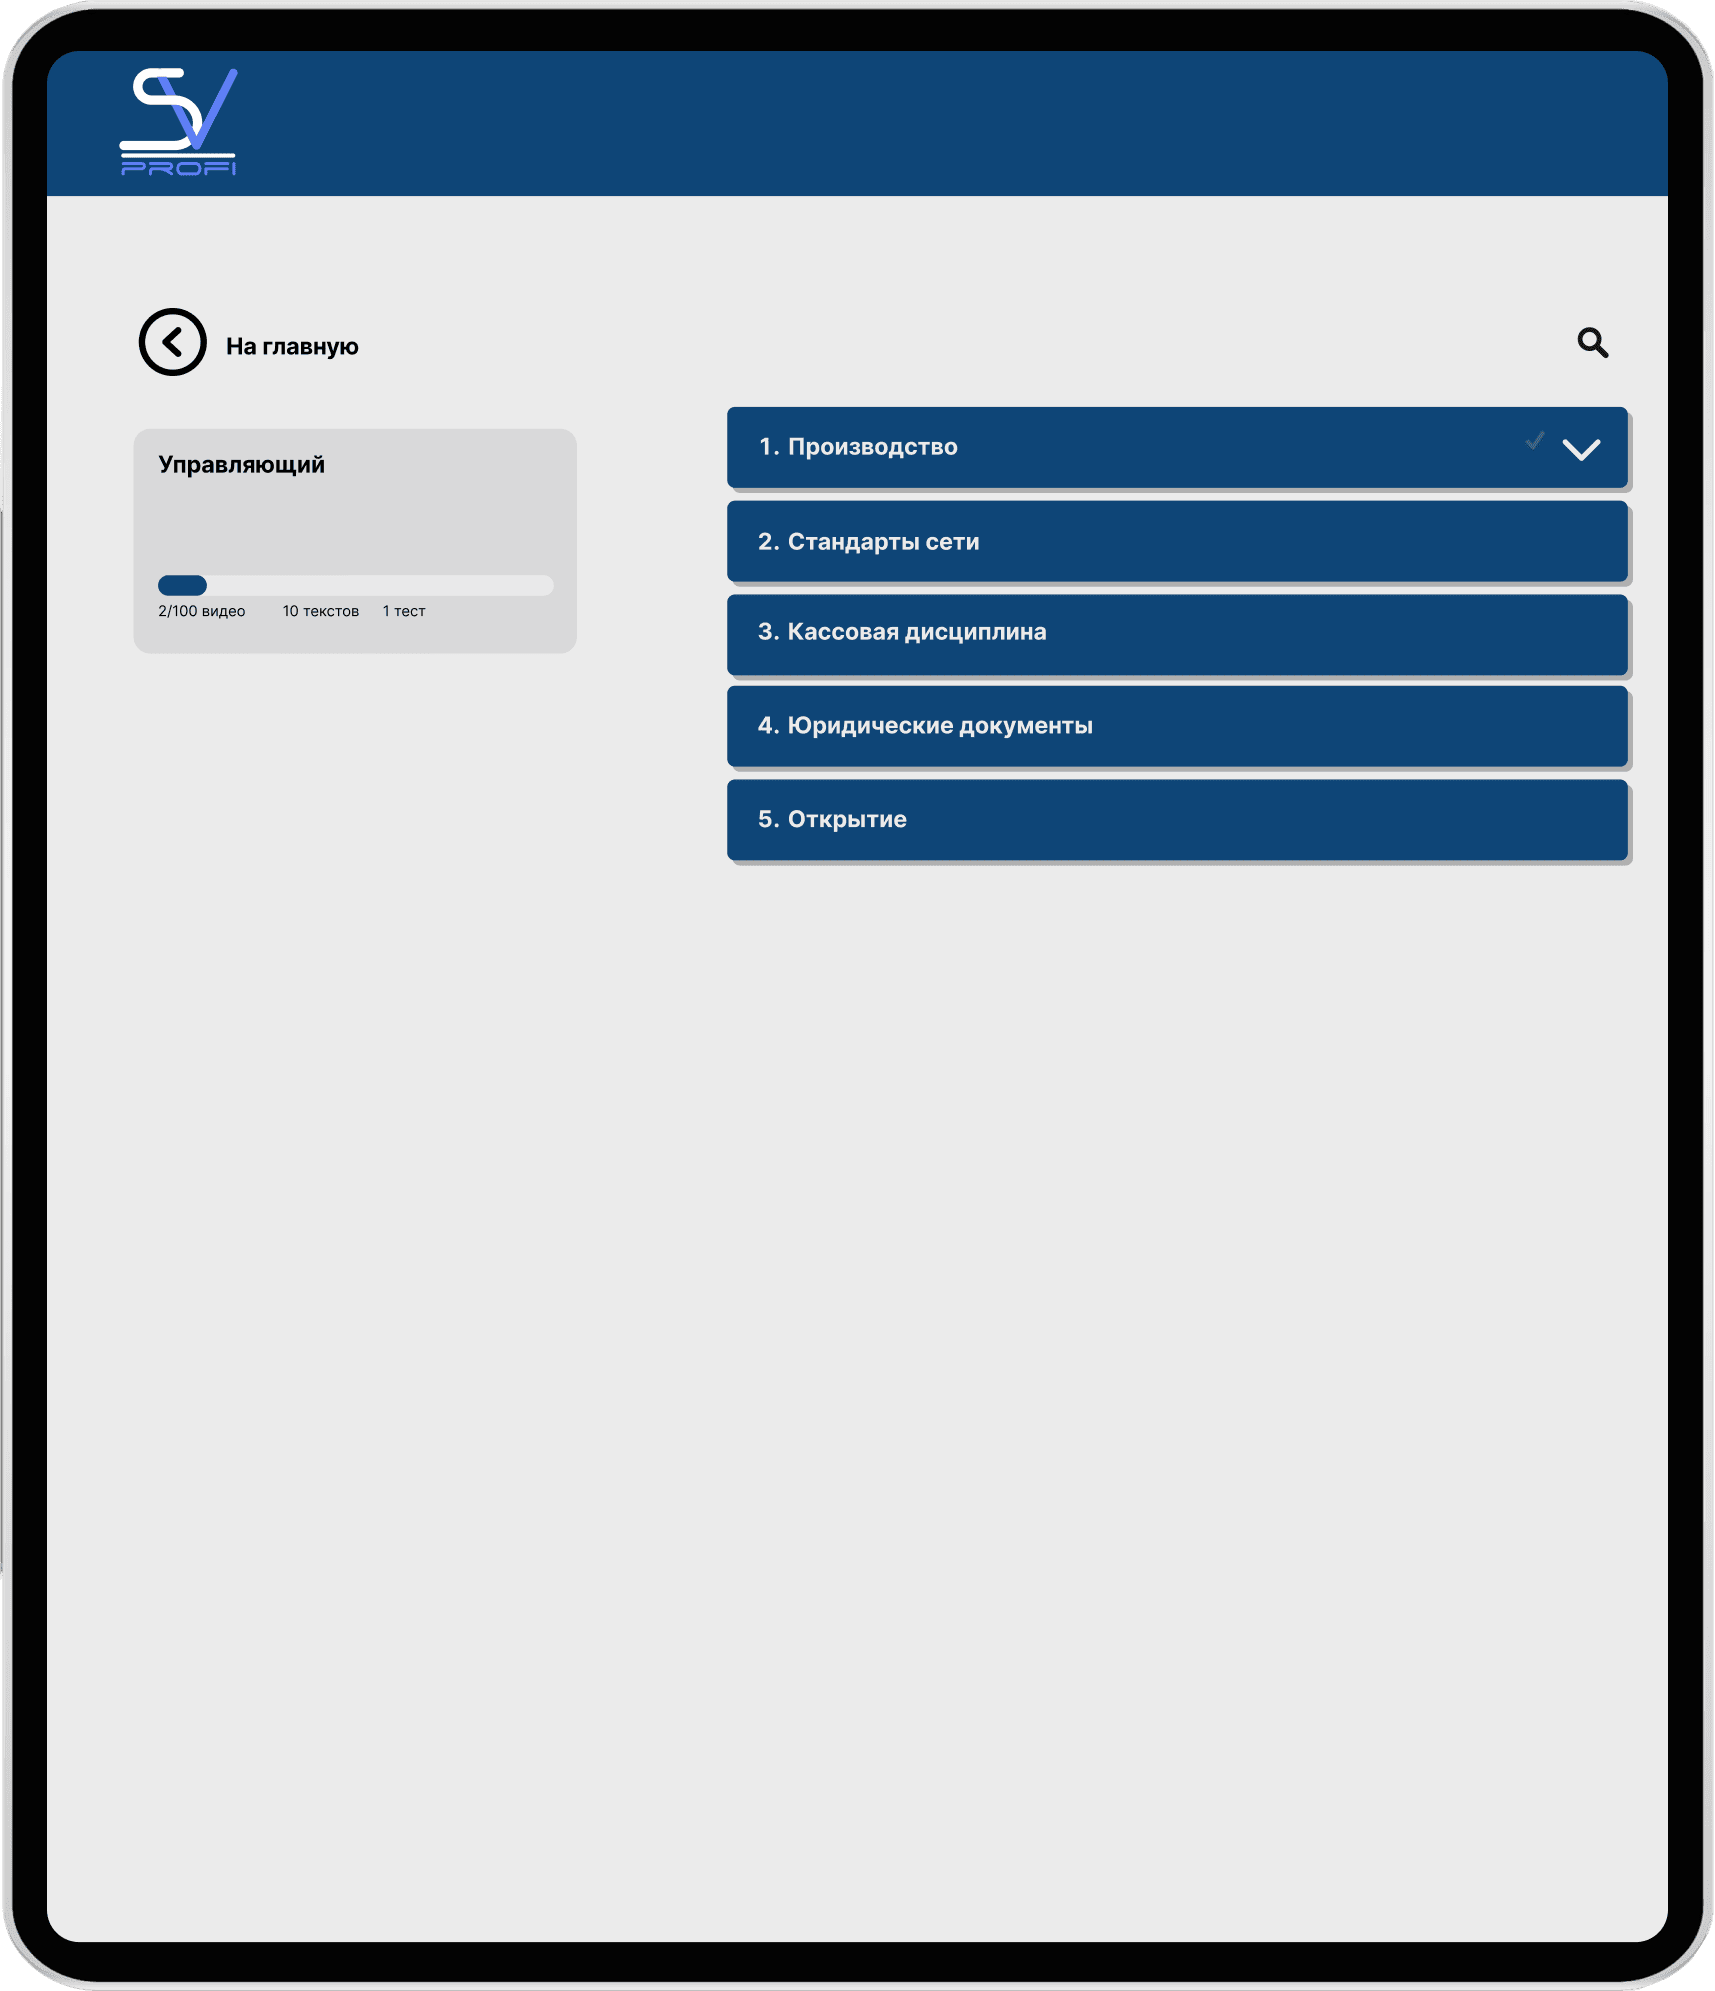 SV
PROFI
На главную
Управляющий
2/100 видео 10 текстов 1 тест
1. Производство
2. Стандарты сети
3. Кассовая дисциплина
4. Юридические документы
5. Открытие